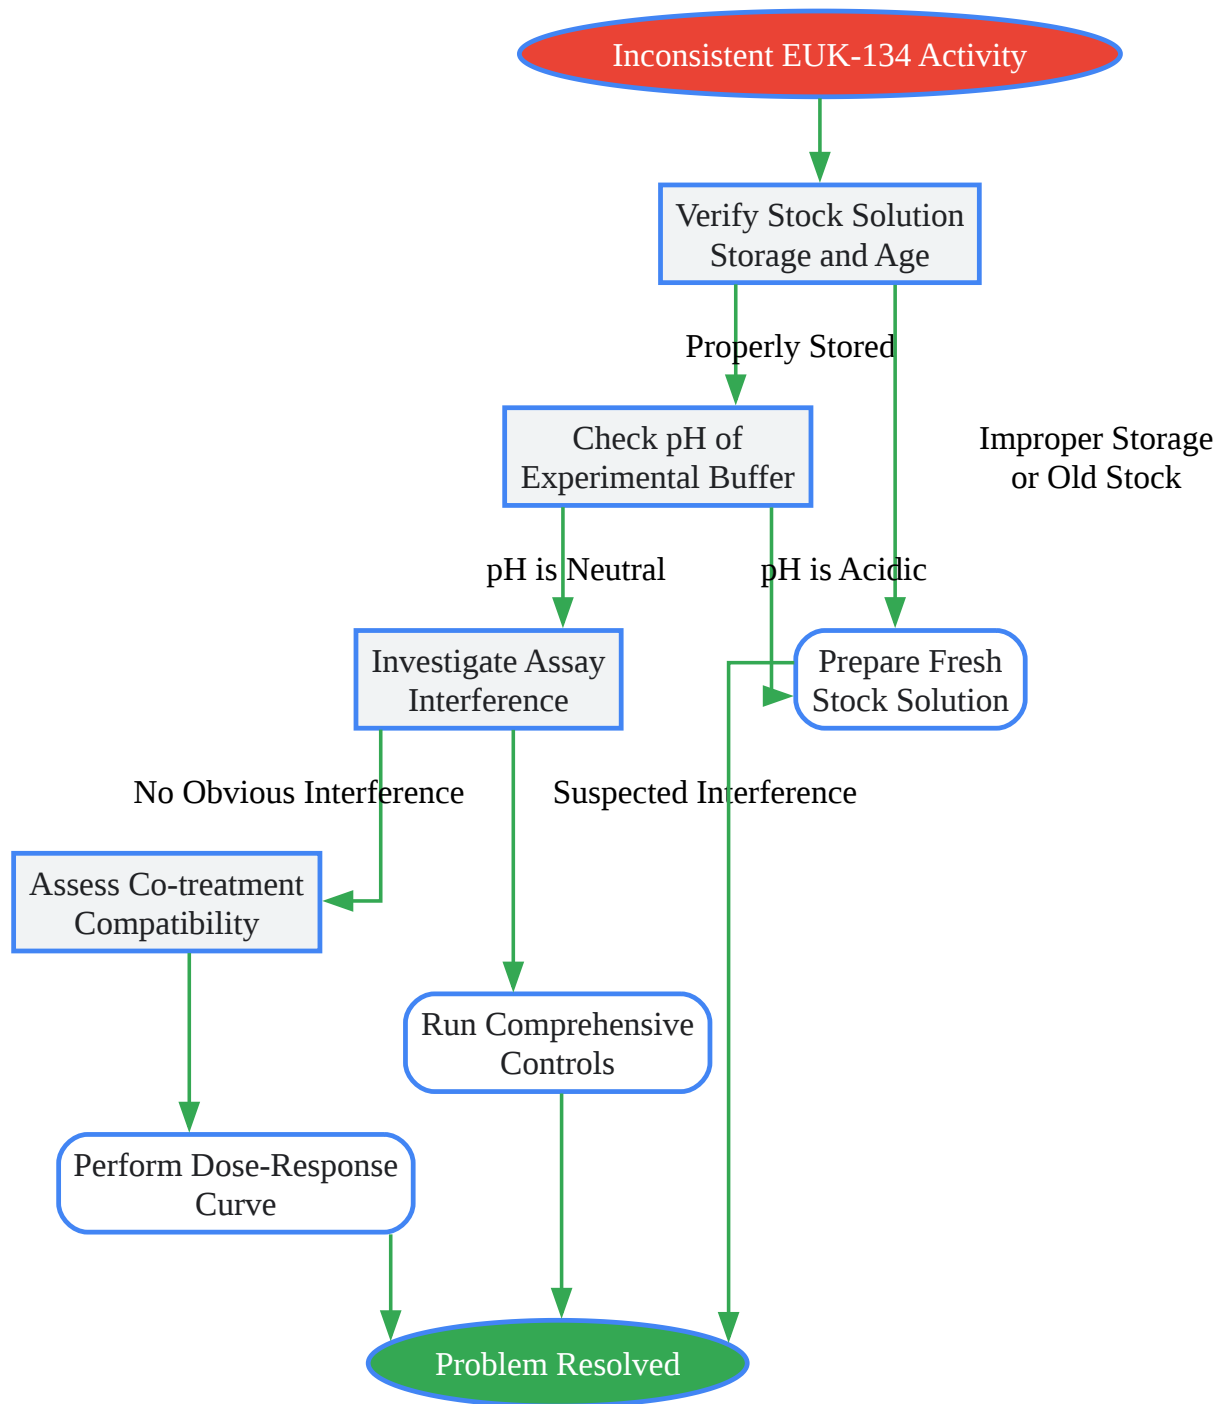 Inconsistent EUK-134 Activity
Verify Stock Solution
Storage and Age
Properly Stored
Improper Storage
or Old Stock
Check pH of
Experimental Buffer
pH is Neutral
pH is Acidic
Investigate Assay
Interference
Prepare Fresh
Stock Solution
No Obvious Interference
Suspected Interference
Assess Co-treatment
Compatibility
Run Comprehensive
Controls
Perform Dose-Response
Curve
Problem Resolved